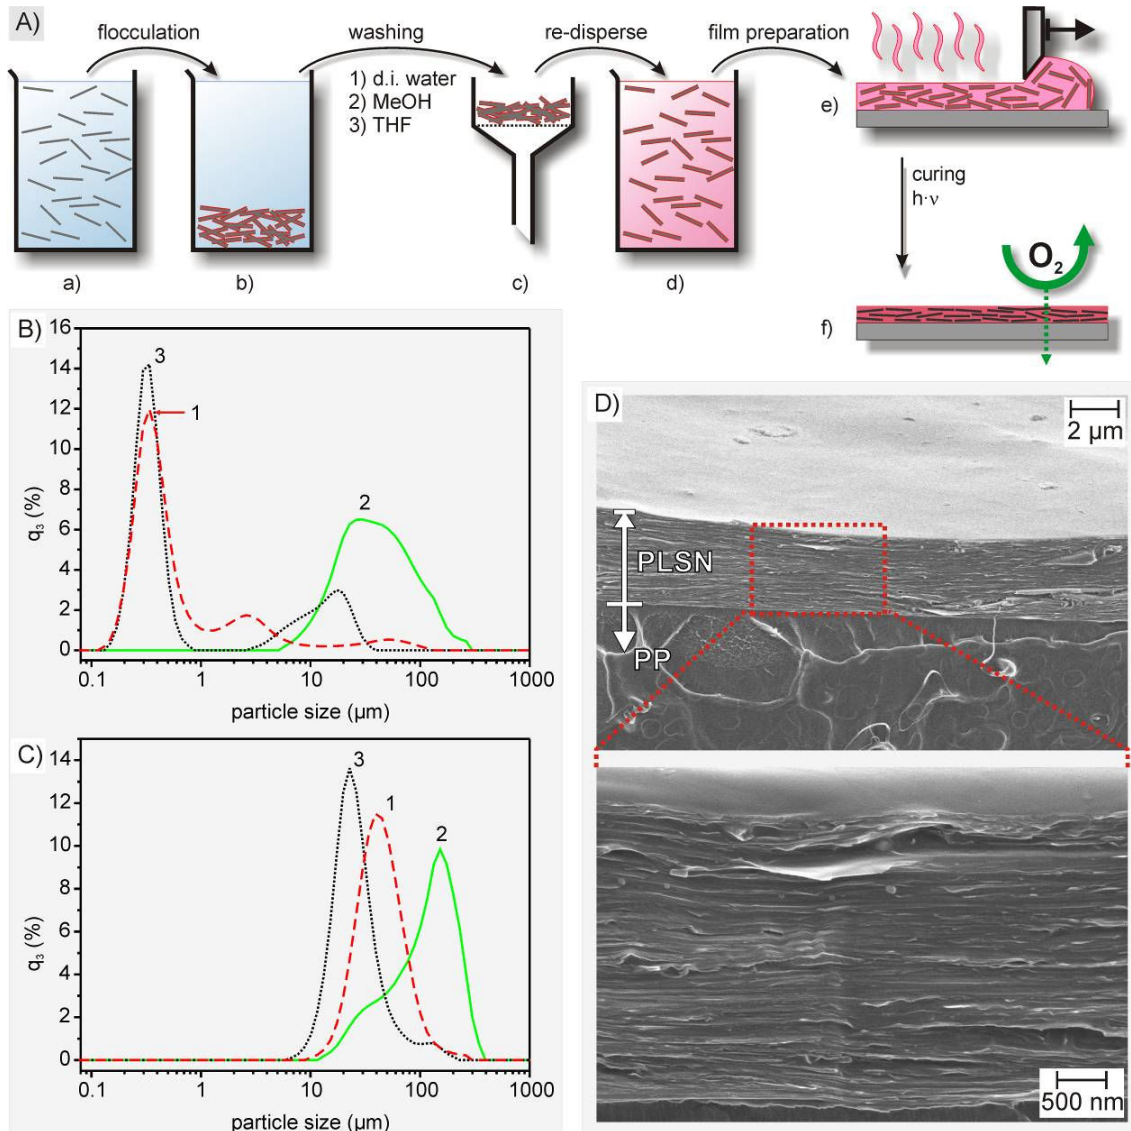 A)
flocculation
washing
re-disperse
film preparation
1) d.i. water
2) MeOH
3) THF
a)
b)
c)
d)
e)
curing
h·ν
O₂
f)
B)
16
14
12
10
8
6
4
2
0
3
1
2
q₃ (%)
0.1
1
10
100
1000
particle size (µm)
C)
14
12
10
8
6
4
2
0
3
1
2
q₃ (%)
0.1
1
10
100
1000
particle size (µm)
D)
2 µm
PLSN
PP
500 nm